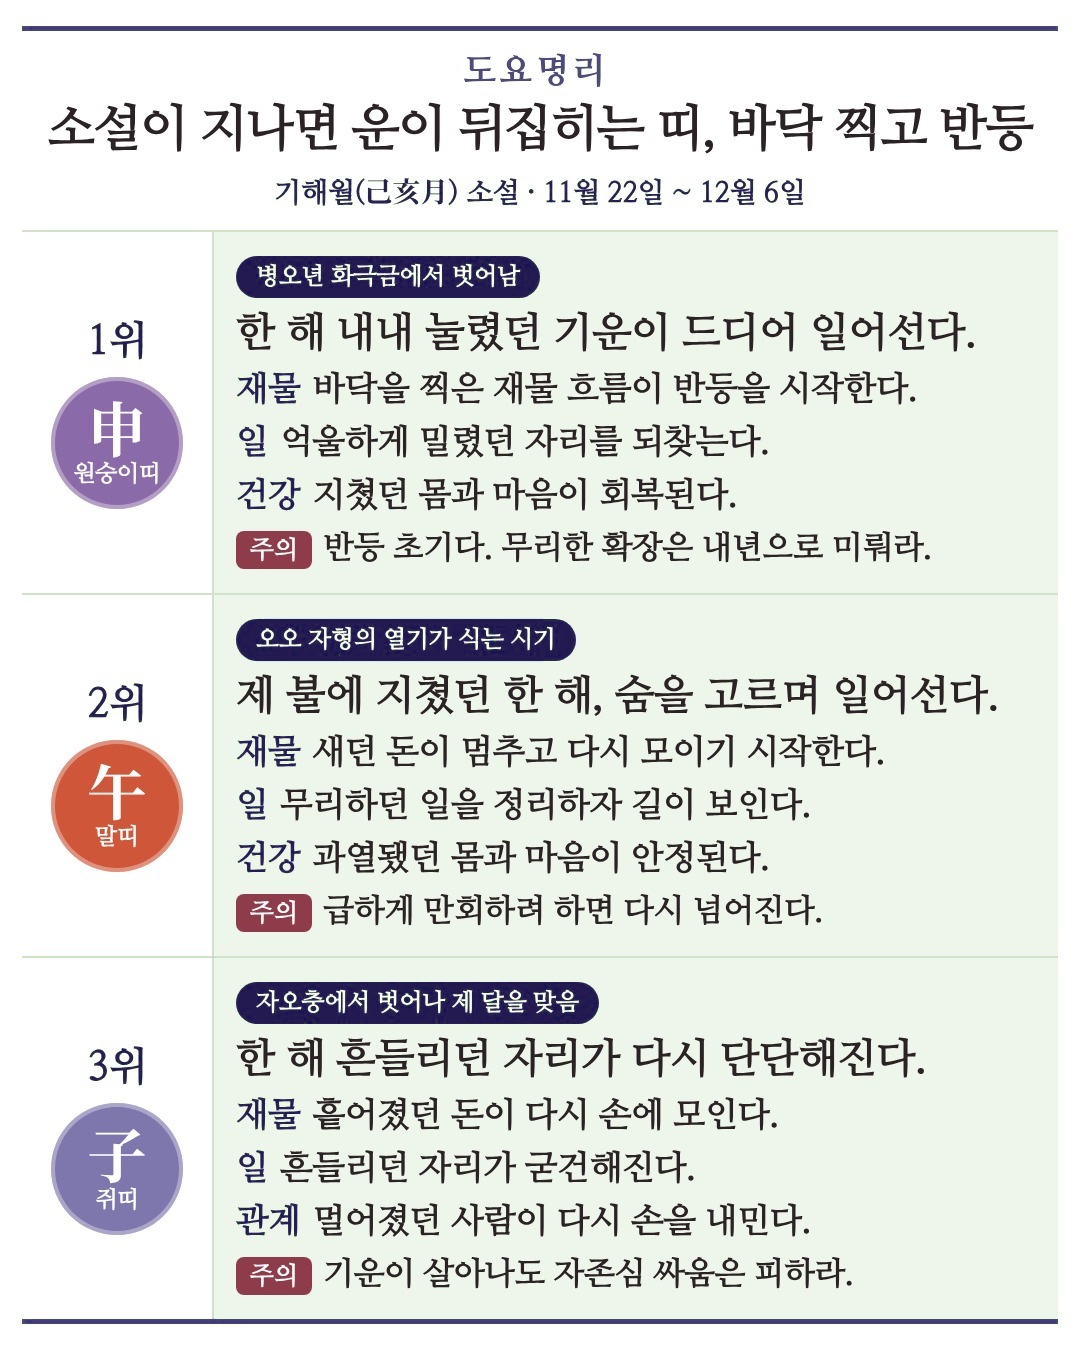 도요명리
소설이 지나면 운이 뒤집히는 띠, 바닥 찍고 반등
기해월(己亥月) 소설 · 11월 22일 ~ 12월 6일
1위
申
원숭이띠
병오년 화극금에서 벗어남
한 해 내내 눌렸던 기운이 드디어 일어선다.
재물 바닥을 찍은 재물 흐름이 반등을 시작한다.
일 억울하게 밀렸던 자리를 되찾는다.
건강 지쳤던 몸과 마음이 회복된다.
주의 반등 초기다. 무리한 확장은 내년으로 미뤄라.
2위
午
말띠
오오 자형의 열기가 식는 시기
제 불에 지쳤던 한 해, 숨을 고르며 일어선다.
재물 새던 돈이 멈추고 다시 모이기 시작한다.
일 무리하던 일을 정리하자 길이 보인다.
건강 과열됐던 몸과 마음이 안정된다.
주의 급하게 만회하려 하면 다시 넘어진다.
3위
子
쥐띠
자오충에서 벗어나 제 달을 맞음
한 해 흔들리던 자리가 다시 단단해진다.
재물 흩어졌던 돈이 다시 손에 모인다.
일 흔들리던 자리가 굳건해진다.
관계 멀어졌던 사람이 다시 손을 내민다.
주의 기운이 살아나도 자존심 싸움은 피하라.